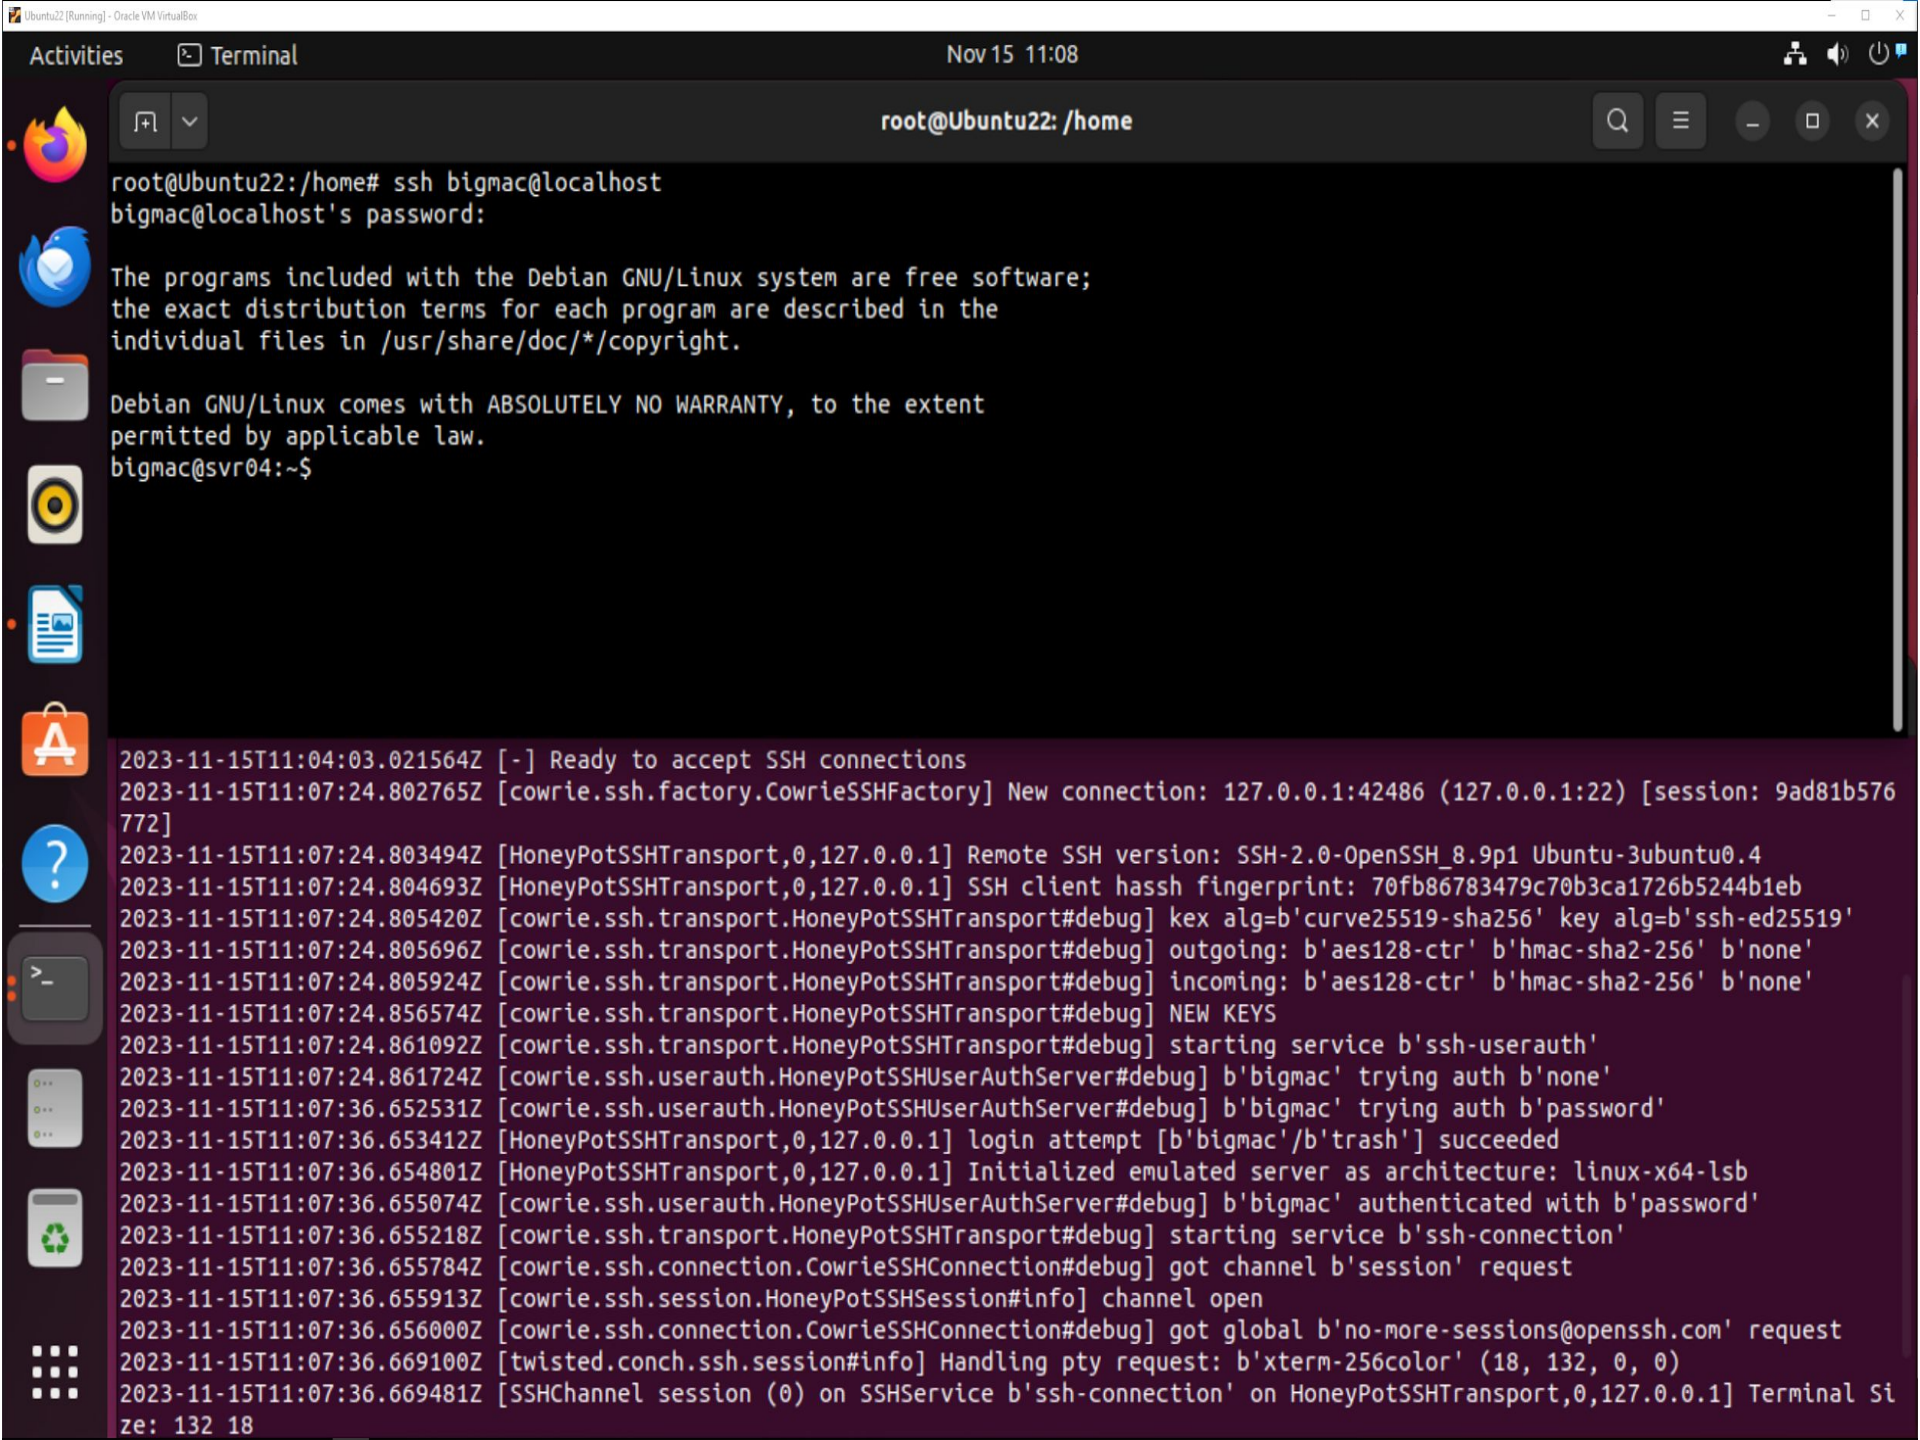 Ubuntu22 [Running] - Oracle VM VirtualBox
Activities Terminal Nov 15 11:08
root@Ubuntu22: /home
root@Ubuntu22:/home# ssh bigmac@localhost
bigmac@localhost's password:
The programs included with the Debian GNU/Linux system are free software;
the exact distribution terms for each program are described in the
individual files in /usr/share/doc/*/copyright.
Debian GNU/Linux comes with ABSOLUTELY NO WARRANTY, to the extent
permitted by applicable law.
bigmac@svr04:~$
2023-11-15T11:04:03.021564Z [-] Ready to accept SSH connections
2023-11-15T11:07:24.802765Z [cowrie.ssh.factory.CowrieSSHFactory] New connection: 127.0.0.1:42486 (127.0.0.1:22) [session: 9ad81b576
772]
2023-11-15T11:07:24.803494Z [HoneyPotSSHTransport,0,127.0.0.1] Remote SSH version: SSH-2.0-OpenSSH_8.9p1 Ubuntu-3ubuntu0.4
2023-11-15T11:07:24.804693Z [HoneyPotSSHTransport,0,127.0.0.1] SSH client hassh fingerprint: 70fb86783479c70b3ca1726b5244b1eb
2023-11-15T11:07:24.805420Z [cowrie.ssh.transport.HoneyPotSSHTransport#debug] kex alg=b'curve25519-sha256' key alg=b'ssh-ed25519'
2023-11-15T11:07:24.805696Z [cowrie.ssh.transport.HoneyPotSSHTransport#debug] outgoing: b'aes128-ctr' b'hmac-sha2-256' b'none'
2023-11-15T11:07:24.805924Z [cowrie.ssh.transport.HoneyPotSSHTransport#debug] incoming: b'aes128-ctr' b'hmac-sha2-256' b'none'
2023-11-15T11:07:24.856574Z [cowrie.ssh.transport.HoneyPotSSHTransport#debug] NEW KEYS
2023-11-15T11:07:24.861092Z [cowrie.ssh.transport.HoneyPotSSHTransport#debug] starting service b'ssh-userauth'
2023-11-15T11:07:24.861724Z [cowrie.ssh.userauth.HoneyPotSSHUserAuthServer#debug] b'bigmac' trying auth b'none'
2023-11-15T11:07:36.652531Z [cowrie.ssh.userauth.HoneyPotSSHUserAuthServer#debug] b'bigmac' trying auth b'password'
2023-11-15T11:07:36.653412Z [HoneyPotSSHTransport,0,127.0.0.1] login attempt [b'bigmac'/b'trash'] succeeded
2023-11-15T11:07:36.654801Z [HoneyPotSSHTransport,0,127.0.0.1] Initialized emulated server as architecture: linux-x64-lsb
2023-11-15T11:07:36.655074Z [cowrie.ssh.userauth.HoneyPotSSHUserAuthServer#debug] b'bigmac' authenticated with b'password'
2023-11-15T11:07:36.655218Z [cowrie.ssh.transport.HoneyPotSSHTransport#debug] starting service b'ssh-connection'
2023-11-15T11:07:36.655784Z [cowrie.ssh.connection.CowrieSSHConnection#debug] got channel b'session' request
2023-11-15T11:07:36.655913Z [cowrie.ssh.session.HoneyPotSSHSession#info] channel open
2023-11-15T11:07:36.656000Z [cowrie.ssh.connection.CowrieSSHConnection#debug] got global b'no-more-sessions@openssh.com' request
2023-11-15T11:07:36.669100Z [twisted.conch.ssh.session#info] Handling pty request: b'xterm-256color' (18, 132, 0, 0)
2023-11-15T11:07:36.669481Z [SSHChannel session (0) on SSHService b'ssh-connection' on HoneyPotSSHTransport,0,127.0.0.1] Terminal Si
ze: 132 18